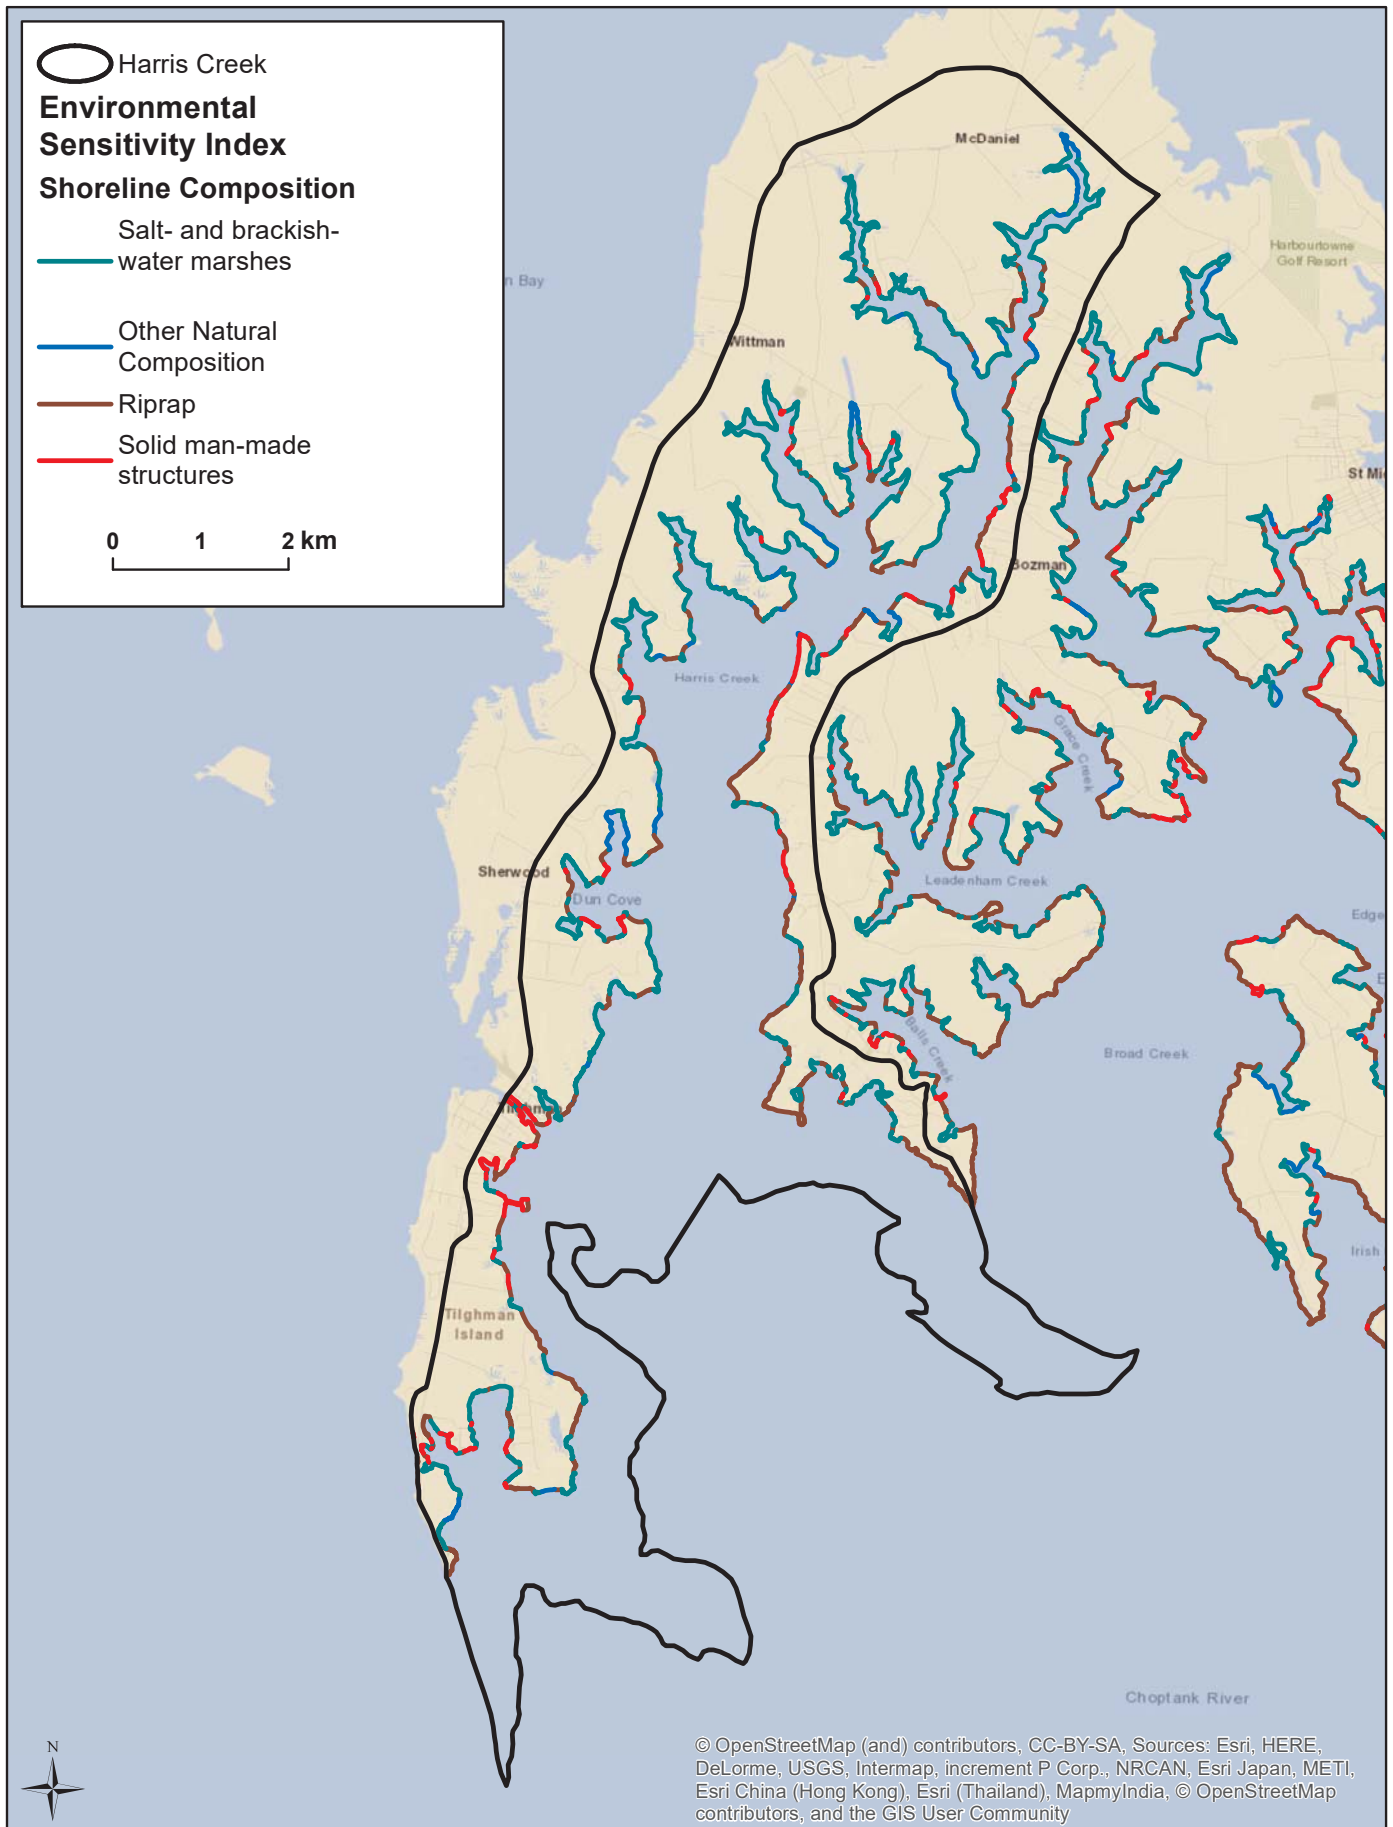 Harris Creek
Environmental
Sensitivity Index
Shoreline Composition
Salt- and brackish-
water marshes
Other Natural
Composition
Riprap
Solid man-made
structures
0 1 2 km
McDaniel
Harbourtowne
Golf Resort
n Bay
Wittman
St Mi
Bozman
Harris Creek
Grace Creek
Sherwood
Dun Cove
Leadenham Creek
Edge
E
Balls Creek
Broad Creek
Tilghman
Irish
Tilghman
Island
Choptank River
N
© OpenStreetMap (and) contributors, CC-BY-SA, Sources: Esri, HERE,
DeLorme, USGS, Intermap, increment P Corp., NRCAN, Esri Japan, METI,
Esri China (Hong Kong), Esri (Thailand), MapmyIndia, © OpenStreetMap
contributors, and the GIS User Community